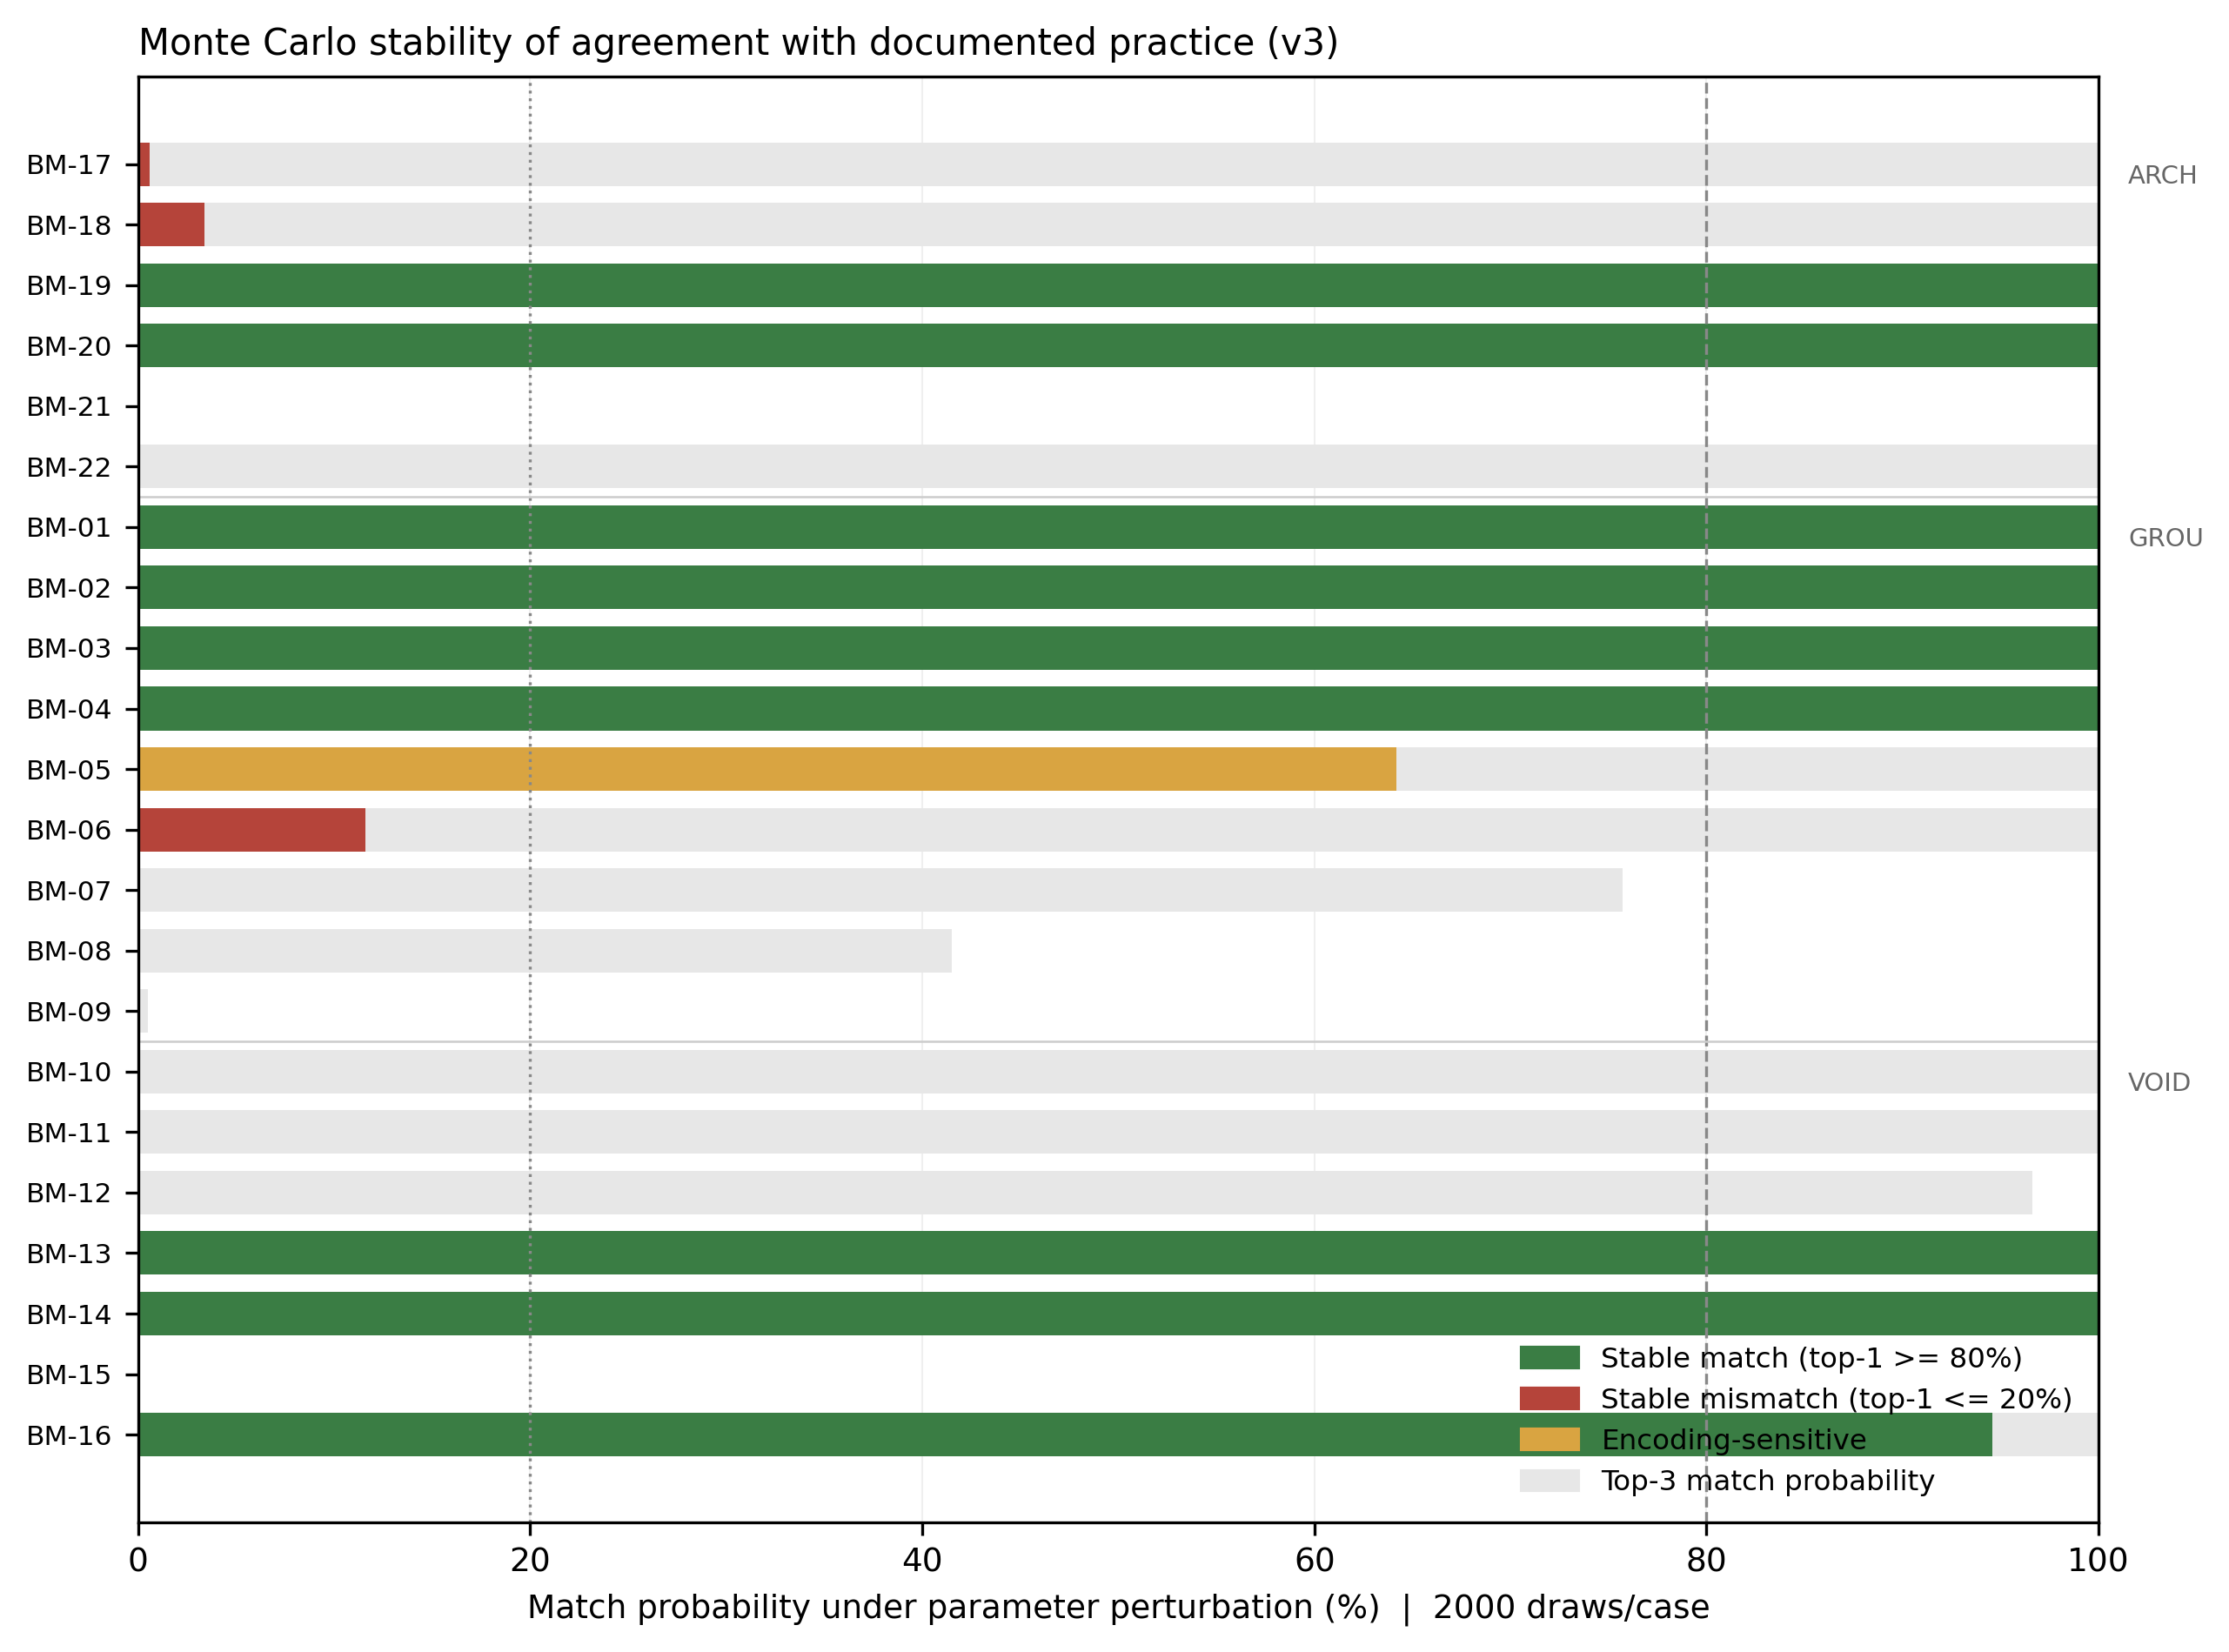 Monte Carlo stability of agreement with documented practice (v3)
BM-17
ARCH
BM-18
BM-19
BM-20
BM-21
BM-22
BM-01
GROU
BM-02
BM-03
BM-04
BM-05
BM-06
BM-07
BM-08
BM-09
BM-10
VOID
BM-11
BM-12
BM-13
BM-14
BM-15
BM-16
Stable match (top-1 >= 80%)
Stable mismatch (top-1 <= 20%)
Encoding-sensitive
Top-3 match probability
0 20 40 60 80 100
Match probability under parameter perturbation (%) | 2000 draws/case